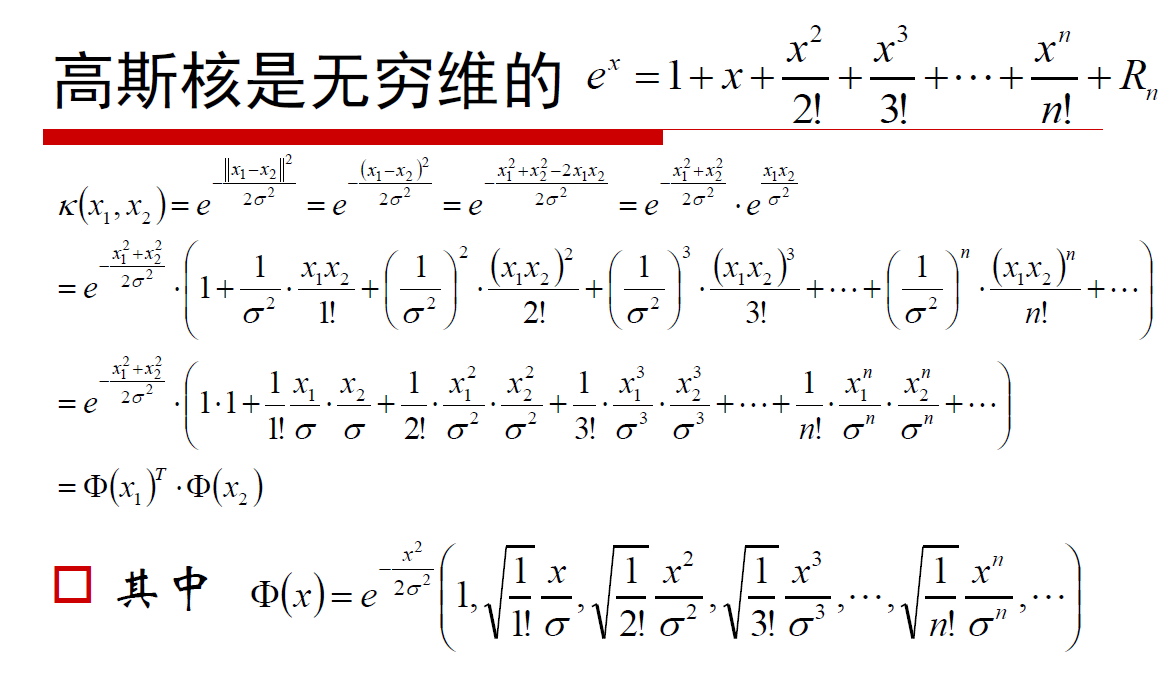 高斯核是无穷维的 $e^x = 1 + x + \frac{x^2}{2!} + \frac{x^3}{3!} + \cdots + \frac{x^n}{n!} + R_n$
$\kappa(x_1, x_2) = e^{-\frac{\|x_1 - x_2\|^2}{2\sigma^2}} = e^{-\frac{(x_1 - x_2)^2}{2\sigma^2}} = e^{-\frac{x_1^2 + x_2^2 - 2x_1x_2}{2\sigma^2}} = e^{-\frac{x_1^2 + x_2^2}{2\sigma^2}} \cdot e^{\frac{x_1x_2}{\sigma^2}}$
$= e^{-\frac{x_1^2 + x_2^2}{2\sigma^2}} \cdot \left(1 + \frac{1}{\sigma^2} \cdot \frac{x_1x_2}{1!} + \left(\frac{1}{\sigma^2}\right)^2 \cdot \frac{(x_1x_2)^2}{2!} + \left(\frac{1}{\sigma^2}\right)^3 \cdot \frac{(x_1x_2)^3}{3!} + \cdots + \left(\frac{1}{\sigma^2}\right)^n \cdot \frac{(x_1x_2)^n}{n!} + \cdots\right)$
$= e^{-\frac{x_1^2 + x_2^2}{2\sigma^2}} \cdot \left(1 \cdot 1 + \frac{1}{1!} \frac{x_1}{\sigma} \cdot \frac{x_2}{\sigma} + \frac{1}{2!} \cdot \frac{x_1^2}{\sigma^2} \cdot \frac{x_2^2}{\sigma^2} + \frac{1}{3!} \cdot \frac{x_1^3}{\sigma^3} \cdot \frac{x_2^3}{\sigma^3} + \cdots + \frac{1}{n!} \cdot \frac{x_1^n}{\sigma^n} \cdot \frac{x_2^n}{\sigma^n} + \cdots\right)$
$= \Phi(x_1)^T \cdot \Phi(x_2)$
其中 $\Phi(x) = e^{-\frac{x^2}{2\sigma^2}} \left(1, \sqrt{\frac{1}{1!}} \frac{x}{\sigma}, \sqrt{\frac{1}{2!}} \frac{x^2}{\sigma^2}, \sqrt{\frac{1}{3!}} \frac{x^3}{\sigma^3}, \cdots, \sqrt{\frac{1}{n!}} \frac{x^n}{\sigma^n}, \cdots\right)$